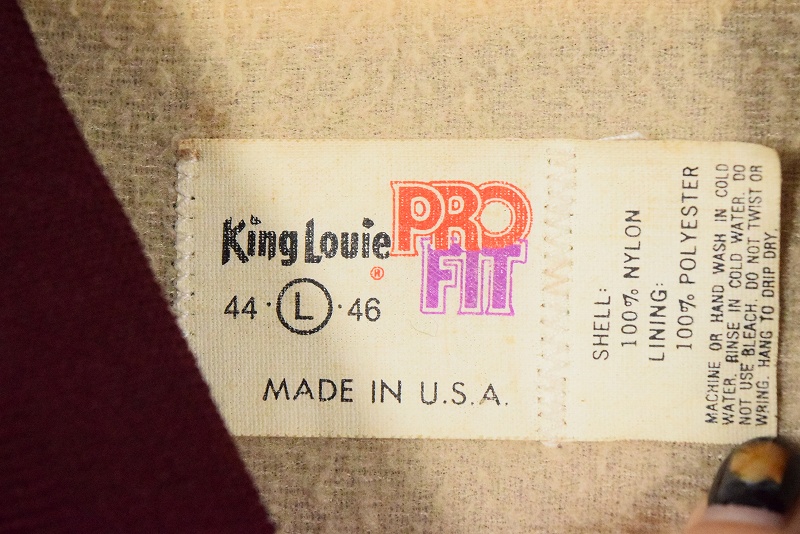 King Louie PRO
® FIT
44 · L · 46
MADE IN U.S.A.
SHELL:
100% NYLON
LINING:
100% POLYESTER
MACHINE OR HAND WASH IN COLD
WATER. RINSE IN COLD WATER. DO
NOT USE BLEACH. DO NOT TWIST OR
WRING. HANG TO DRIP DRY.